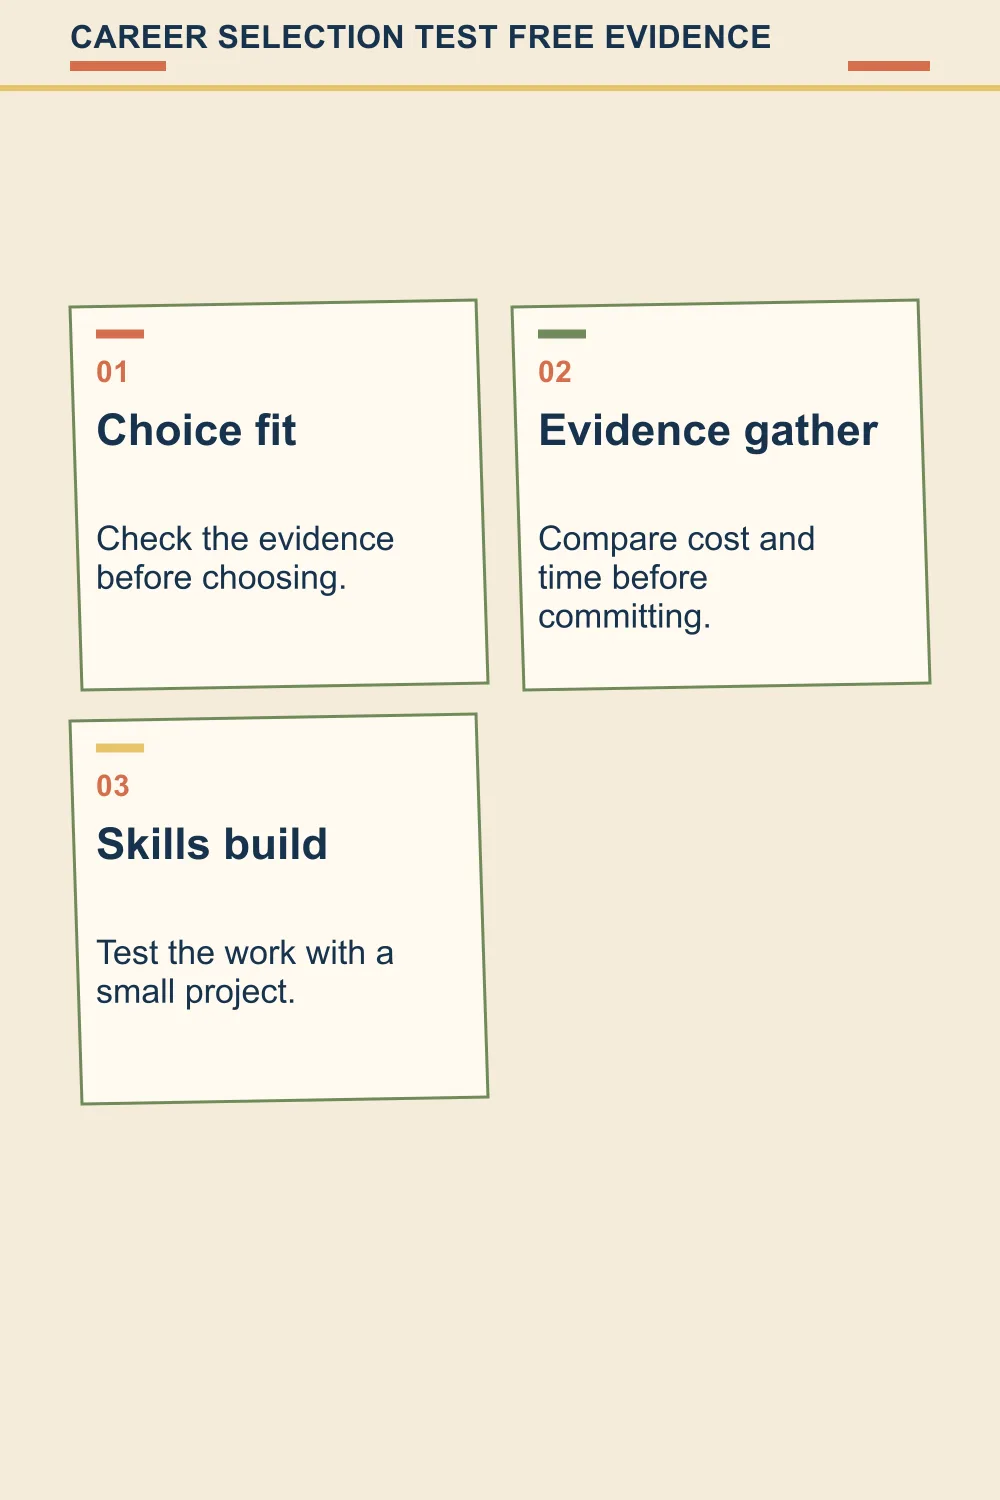 CAREER SELECTION TEST FREE EVIDENCE
01
Choice fit
Check the evidence
before choosing.
02
Evidence gather
Compare cost and
time before
committing.
03
Skills build
Test the work with a
small project.